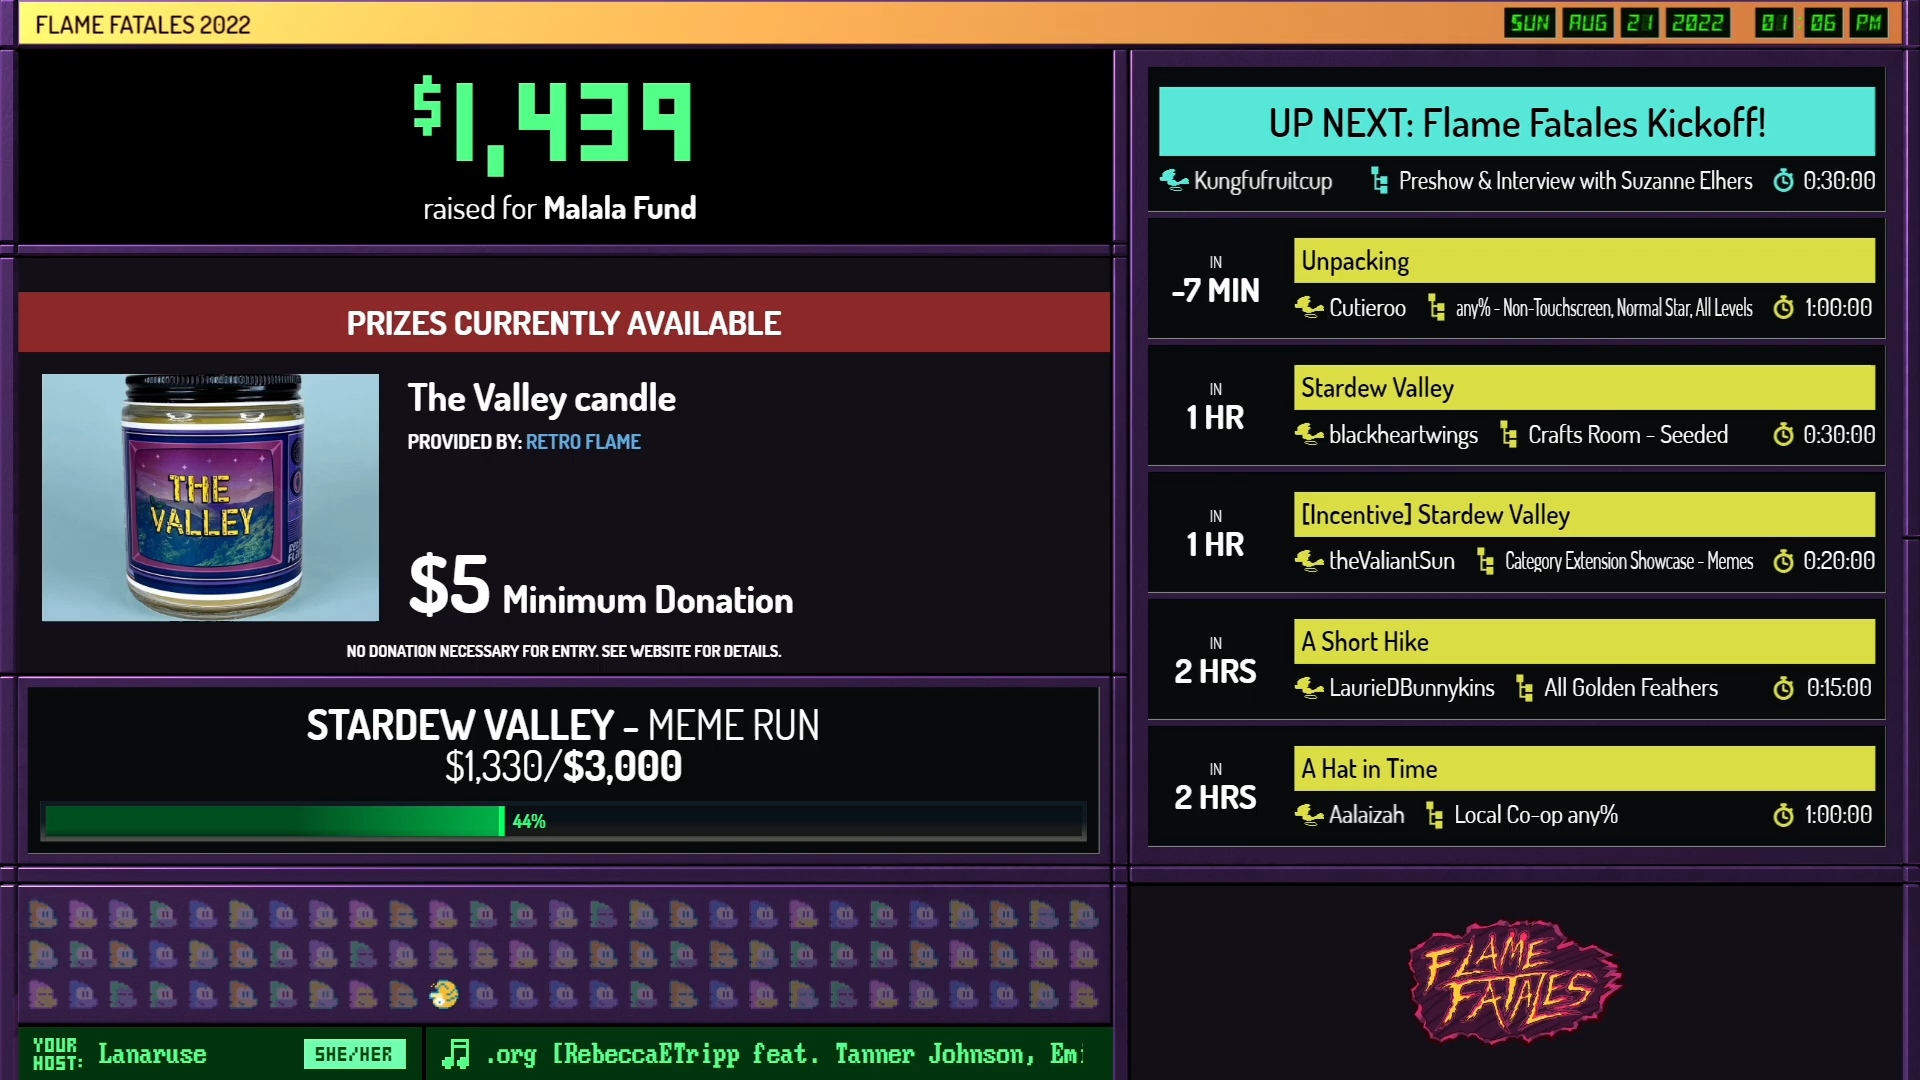 FLAME FATALES 2022
SUN AUG 21 2022 01:06 PM
$1,439
raised for Malala Fund
PRIZES CURRENTLY AVAILABLE
THE
VALLEY
The Valley candle
PROVIDED BY: RETRO FLAME
$5 Minimum Donation
NO DONATION NECESSARY FOR ENTRY. SEE WEBSITE FOR DETAILS.
STARDEW VALLEY - MEME RUN
$1,330/$3,000
44%
YOUR HOST: Lanaruse SHE/HER
.org [RebeccaETripp feat. Tanner Johnson, Emi
UP NEXT: Flame Fatales Kickoff!
Kungfufruitcup Preshow & Interview with Suzanne Elhers 0:30:00
IN -7 MIN
Unpacking
Cutieroo any% - Non-Touchscreen, Normal Star, All Levels 1:00:00
IN 1 HR
Stardew Valley
blackheartwings Crafts Room - Seeded 0:30:00
IN 1 HR
[Incentive] Stardew Valley
theValiantSun Category Extension Showcase - Memes 0:20:00
IN 2 HRS
A Short Hike
LaurieDBunnykins All Golden Feathers 0:15:00
IN 2 HRS
A Hat in Time
Aalaizah Local Co-op any% 1:00:00
FLAME
FATALES